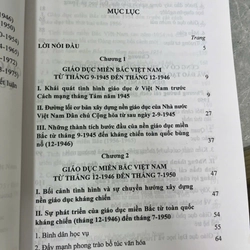 MỤC LỤC
Trang
LỜI NÓI ĐẦU 5
Chương 1
GIÁO DỤC MIỀN BẮC VIỆT NAM
TỪ THÁNG 9-1945 ĐẾN THÁNG 12-1946 9
I. Khái quát tình hình giáo dục ở Việt Nam trước
Cách mạng tháng Tám năm 1945 9
II. Đường lối cơ bản xây dựng nền giáo dục của Nhà nước
Việt Nam Dân chủ Cộng hòa từ sau ngày 2-9-1945 27
III. Những thành tích bước đầu của nền giáo dục miền
Bắc từ tháng 9-1945 đến kháng chiến toàn quốc bùng
nổ (12-1946) 34
Chương 2
GIÁO DỤC MIỀN BẮC VIỆT NAM
TỪ THÁNG 12-1946 ĐẾN THÁNG 7-1950 47
I. Bối cảnh tình hình và sự chuyển hướng xây dựng
nền giáo dục kháng chiến 47
II. Sự phát triển của giáo dục miền Bắc từ toàn quốc
kháng chiến (12-1946) đến tháng 7-1950 54
1. Bình dân học vụ 54
2. Đẩy mạnh phong trào bổ túc văn hóa 64